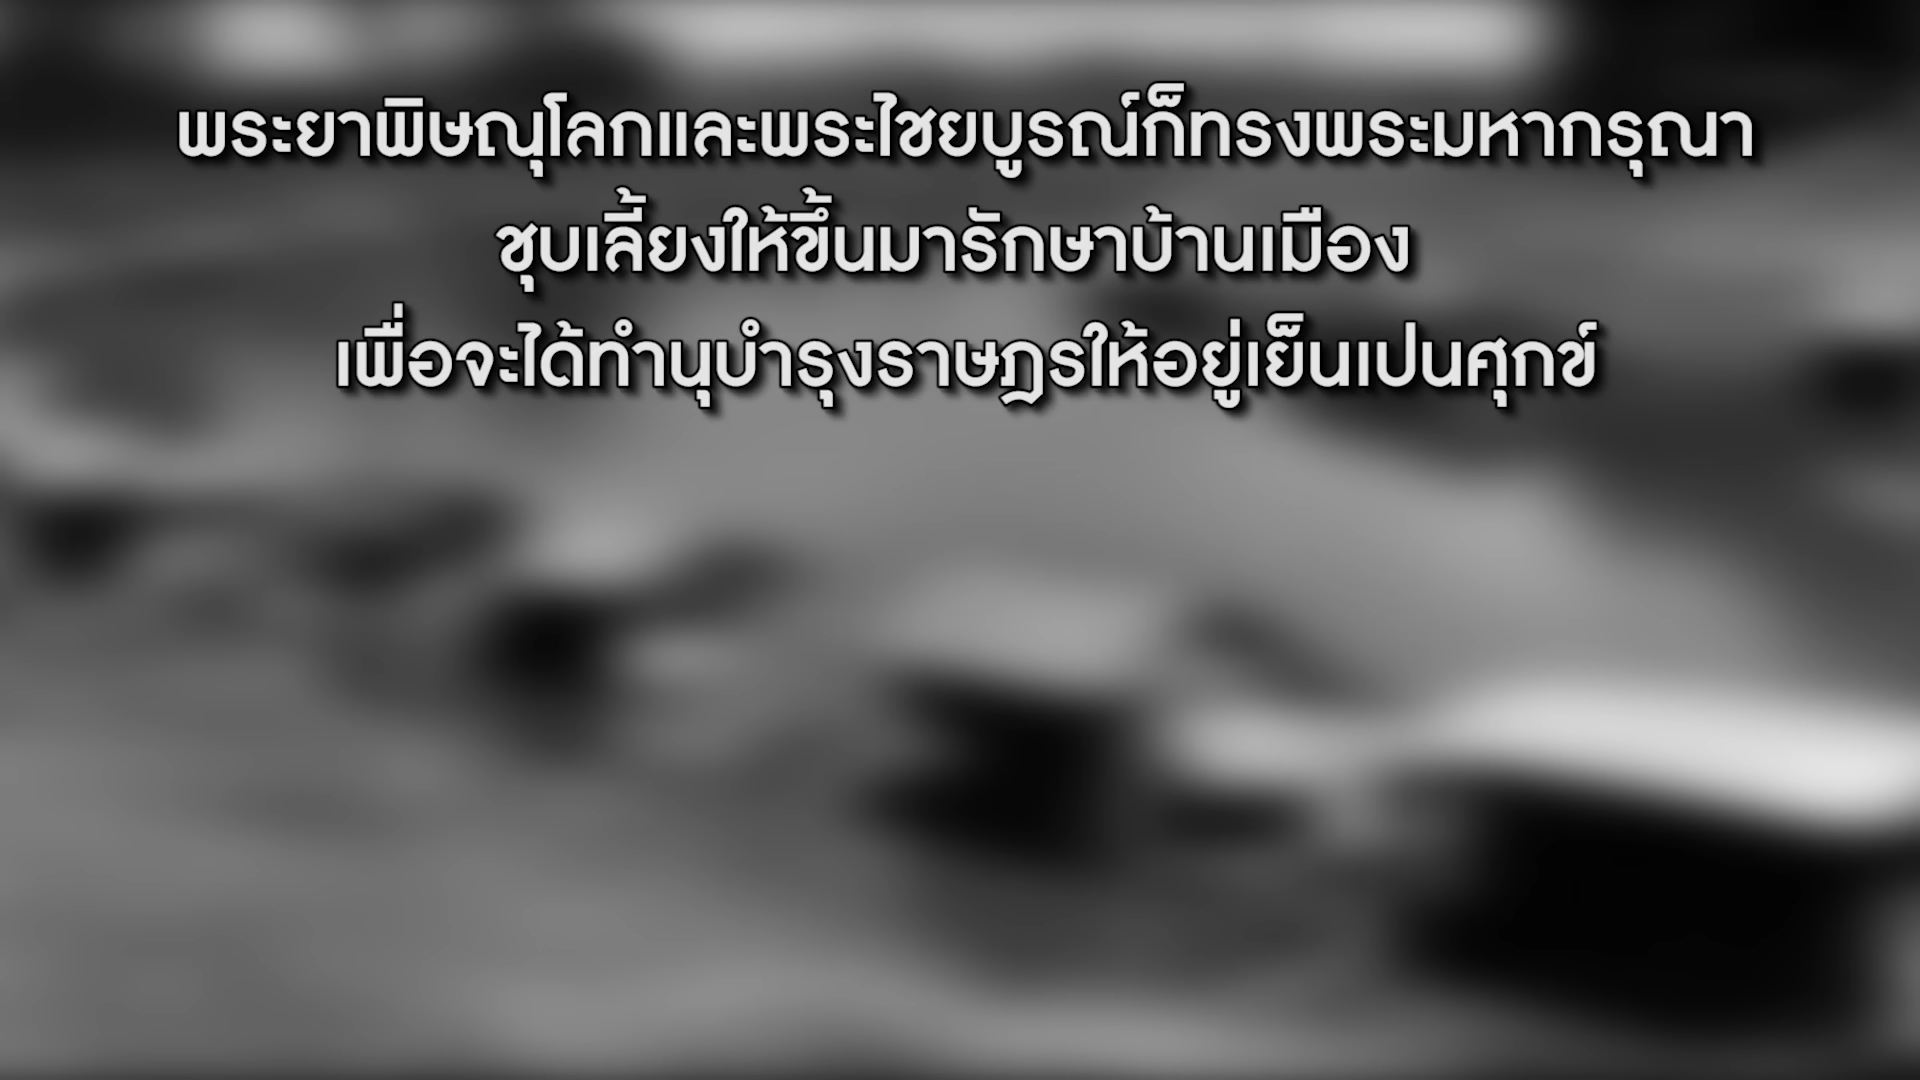 พระยาพิษณุโลกและพระไชยบูรณ์ก็ทรงพระมหากรุณา
ชุบเลี้ยงให้ขึ้นมารักษาบ้านเมือง
เพื่อจะได้ทำนุบำรุงราษฎรให้อยู่เย็นเปนศุกข์